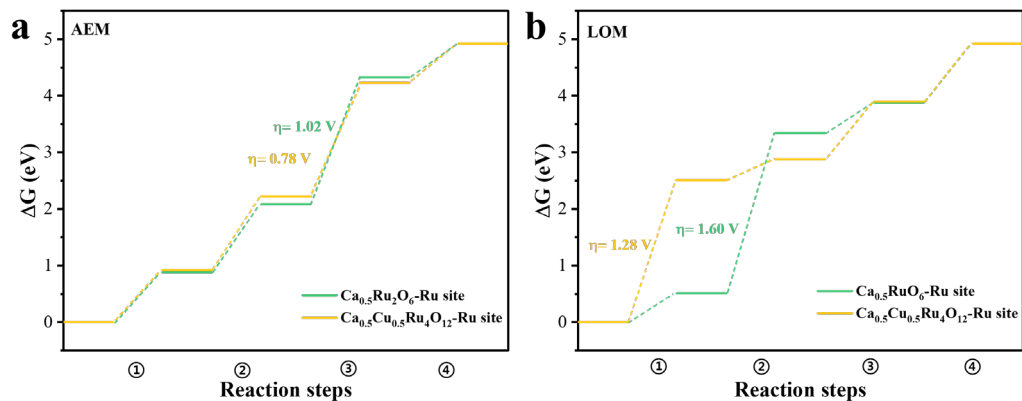 a
AEM
5
4
3
2
1
0
ΔG (eV)
η= 1.02 V
η= 0.78 V
Ca0.5Ru2O6-Ru site
Ca0.5Cu0.5Ru4O12-Ru site
① ② ③ ④
Reaction steps
b
LOM
5
4
3
2
1
0
ΔG (eV)
η= 1.60 V
η= 1.28 V
Ca0.5RuO6-Ru site
Ca0.5Cu0.5Ru4O12-Ru site
① ② ③ ④
Reaction steps